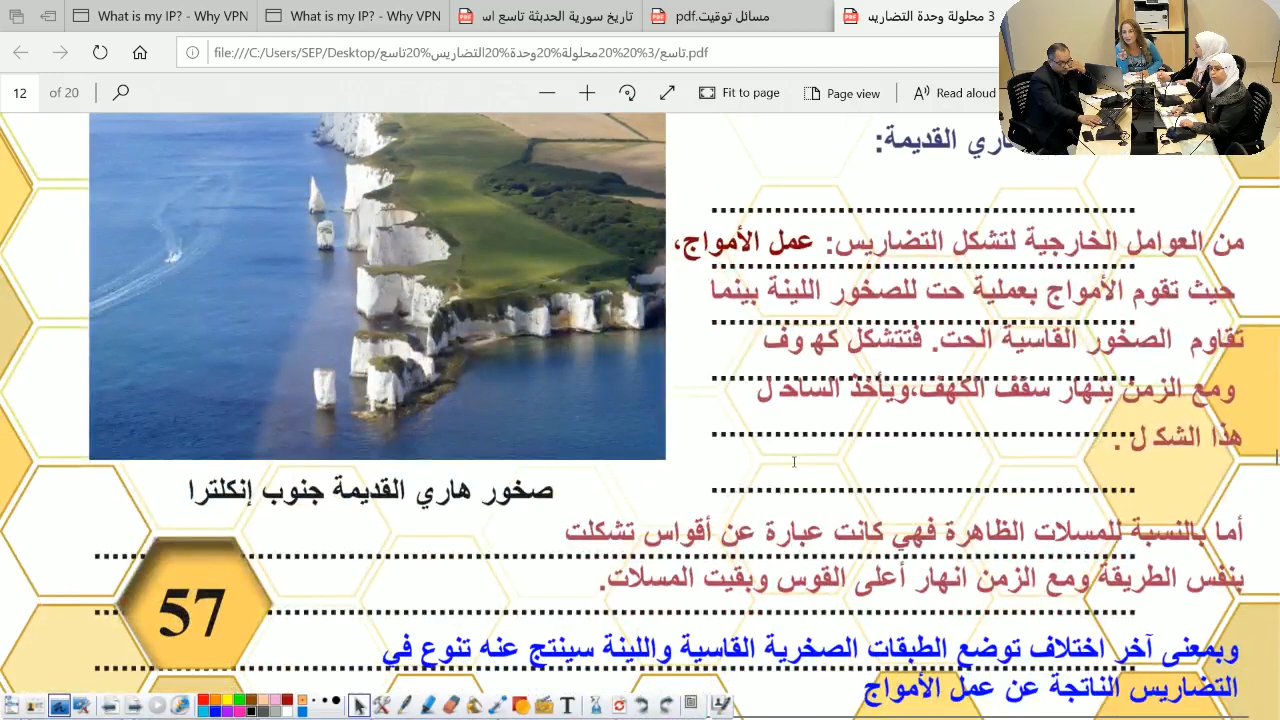 What is my IP? - Why VPN
What is my IP? - Why VPN
تاريخ سورية الحديثة تاسع اس
مسائل توقيت.pdf
3 محلولة وحدة التضاريس
file:///C:/Users/SEP/Desktop/تاسع/3%20%20محلولة%20وحدة%20التضاريس%20تاسع.pdf
12 of 20
Fit to page
Page view
Read aloud
القديمة:
من العوامل الخارجية لتشكل التضاريس: عمل الأمواج،
حيث تقوم الأمواج بعملية حت للصخور اللينة بينما
تقاوم الصخور القاسية الحت. فتتشكل كهوف
ومع الزمن ينهار سقف الكهف،ويأخذ الساحل
هذا الشكل .
صخور هاري القديمة جنوب إنكلترا
أما بالنسبة للمسلات الظاهرة فهي كانت عبارة عن أقواس تشكلت
بنفس الطريقة ومع الزمن انهار أعلى القوس وبقيت المسلات.
57
وبمعنى آخر اختلاف توضع الطبقات الصخرية القاسية واللينة سينتج عنه تنوع في
التضاريس الناتجة عن عمل الأمواج